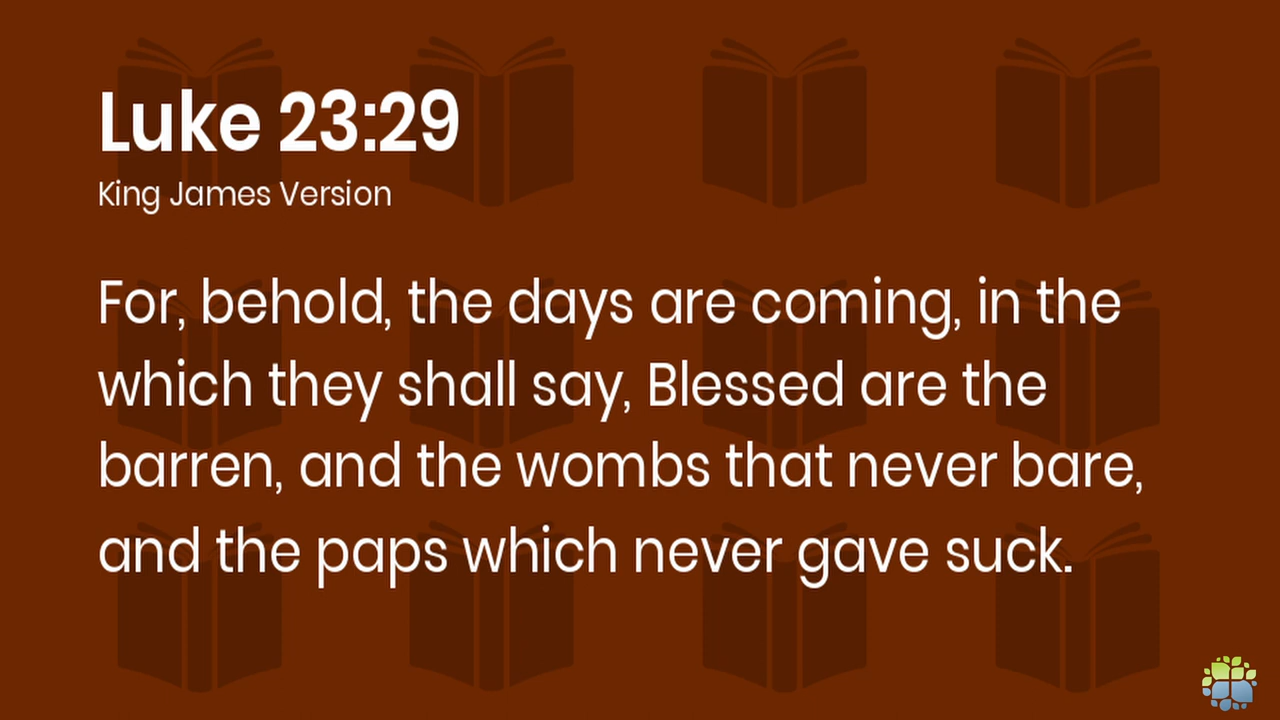 Luke 23:29
King James Version
For, behold, the days are coming, in the
which they shall say, Blessed are the
barren, and the wombs that never bare,
and the paps which never gave suck.